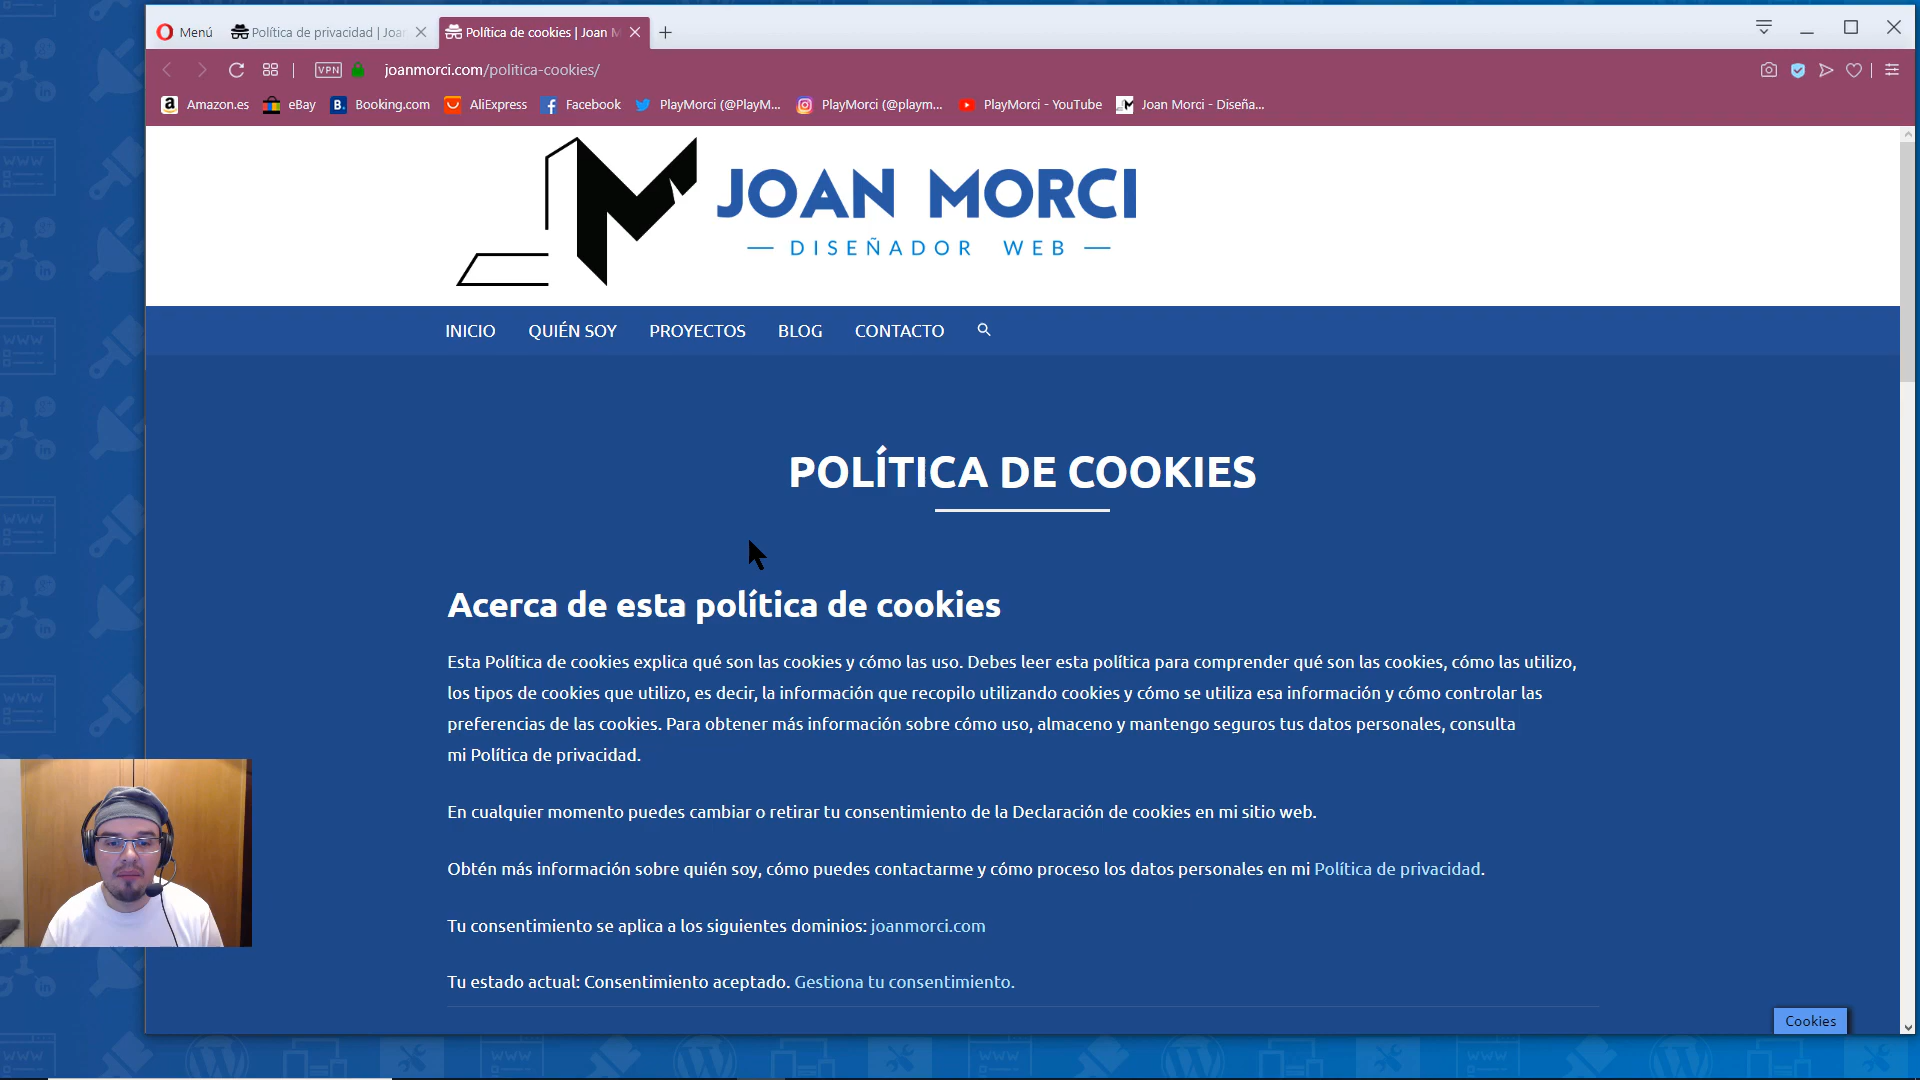 Menú
Política de privacidad | Joan
Política de cookies | Joan M
VPN
joanmorci.com/politica-cookies/
Amazon.es
eBay
Booking.com
AliExpress
Facebook
PlayMorci (@PlayM...
PlayMorci (@playm...
PlayMorci - YouTube
Joan Morci - Diseña...
JOAN MORCI
DISEÑADOR WEB
INICIO
QUIÉN SOY
PROYECTOS
BLOG
CONTACTO
POLÍTICA DE COOKIES
Acerca de esta política de cookies
Esta Política de cookies explica qué son las cookies y cómo las uso. Debes leer esta política para comprender qué son las cookies, cómo las utilizo,
los tipos de cookies que utilizo, es decir, la información que recopilo utilizando cookies y cómo se utiliza esa información y cómo controlar las
preferencias de las cookies. Para obtener más información sobre cómo uso, almaceno y mantengo seguros tus datos personales, consulta
mi Política de privacidad.
En cualquier momento puedes cambiar o retirar tu consentimiento de la Declaración de cookies en mi sitio web.
Obtén más información sobre quién soy, cómo puedes contactarme y cómo proceso los datos personales en mi Política de privacidad.
Tu consentimiento se aplica a los siguientes dominios: joanmorci.com
Tu estado actual: Consentimiento aceptado. Gestiona tu consentimiento.
Cookies